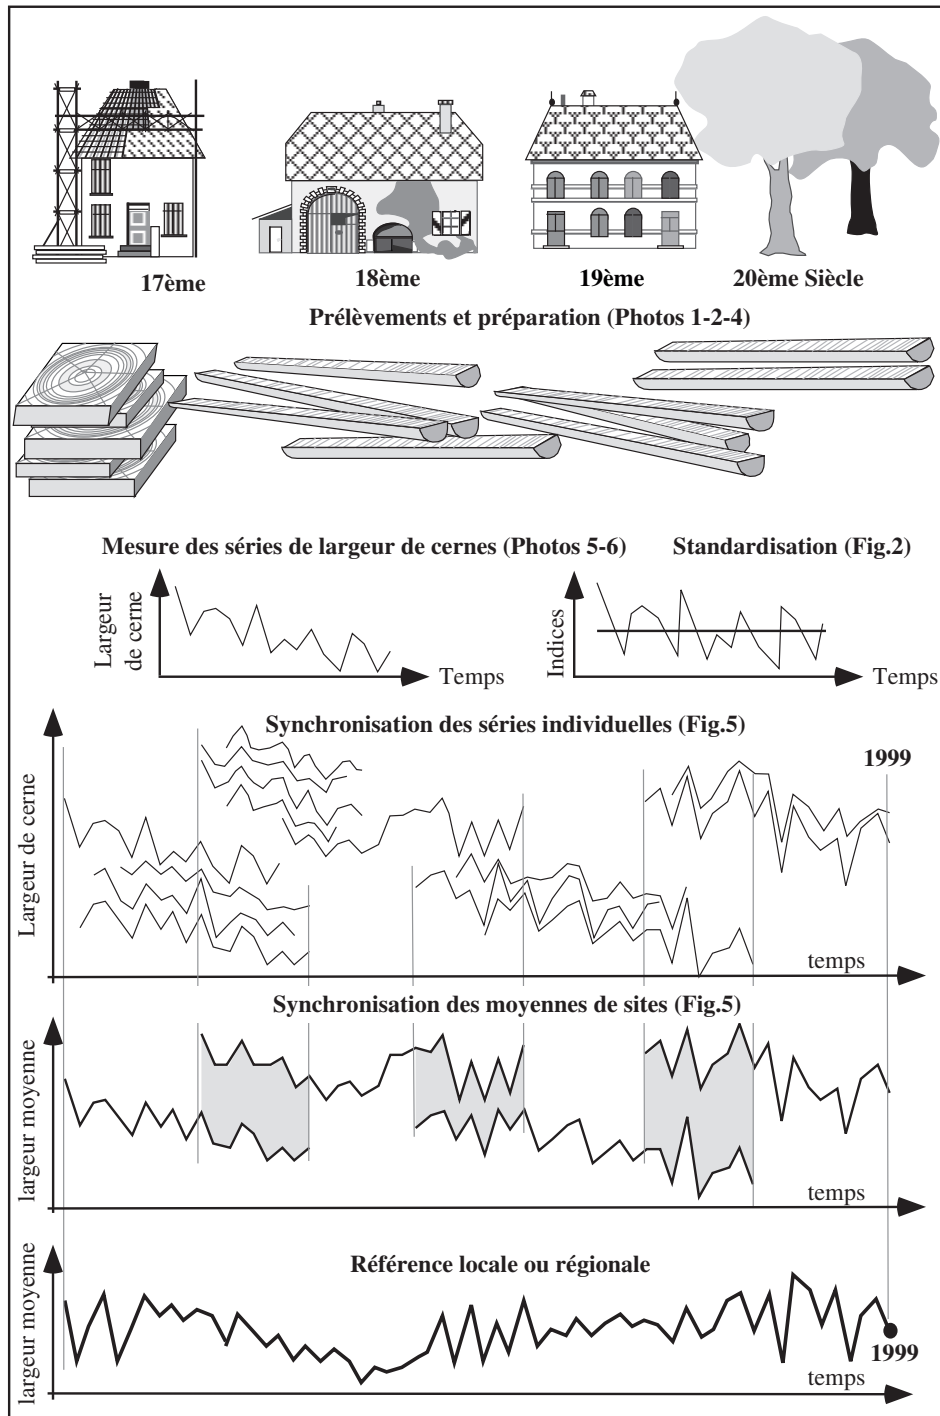 17ème
18ème
19ème
20ème Siècle
Prélèvements et préparation (Photos 1-2-4)
Mesure des séries de largeur de cernes (Photos 5-6)
Standardisation (Fig.2)
Largeur
de cerne
Temps
Indices
Temps
Synchronisation des séries individuelles (Fig.5)
1999
Largeur de cerne
temps
Synchronisation des moyennes de sites (Fig.5)
largeur moyenne
temps
Référence locale ou régionale
largeur moyenne
1999
temps